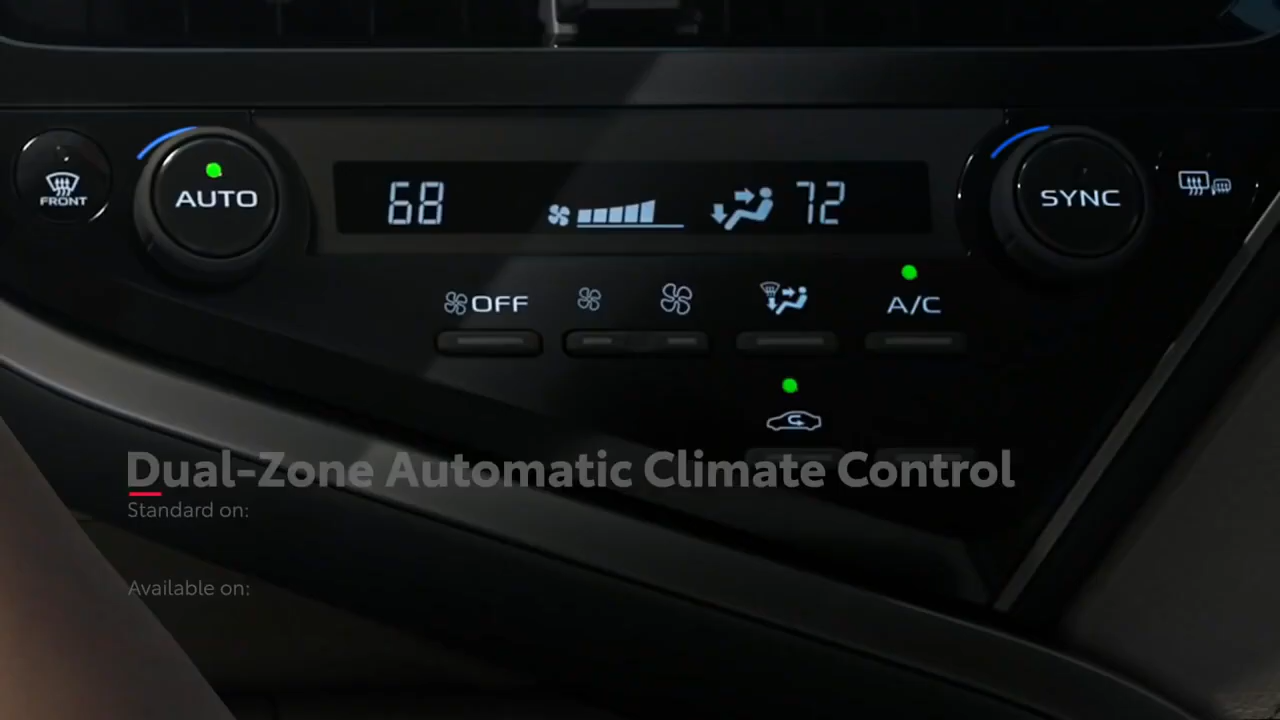 68 72
FRONT AUTO SYNC
OFF A/C
Dual-Zone Automatic Climate Control
Standard on:
Available on: